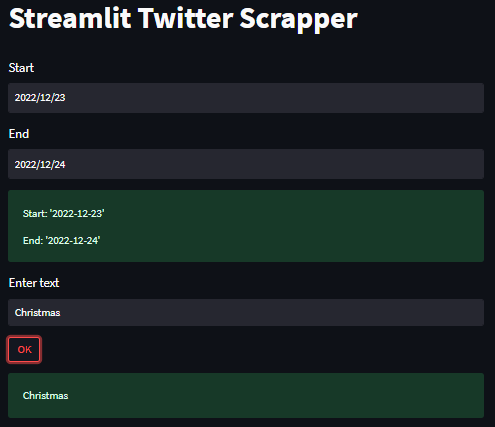 Streamlit Twitter Scrapper
Start
2022/12/23
End
2022/12/24
Start: '2022-12-23'
End: '2022-12-24'
Enter text
Christmas
OK
Christmas